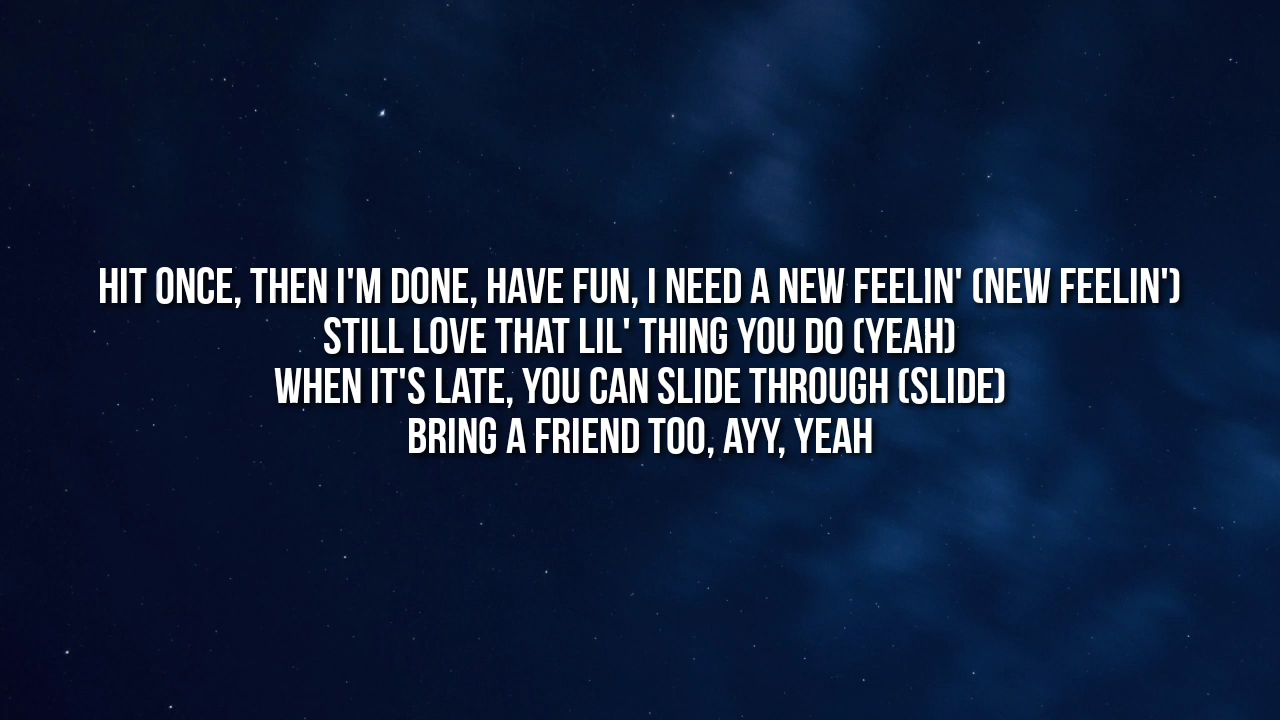 HIT ONCE, THEN I'M DONE, HAVE FUN, I NEED A NEW FEELIN' (NEW FEELIN')
STILL LOVE THAT LIL' THING YOU DO (YEAH)
WHEN IT'S LATE, YOU CAN SLIDE THROUGH (SLIDE)
BRING A FRIEND TOO, AYY, YEAH